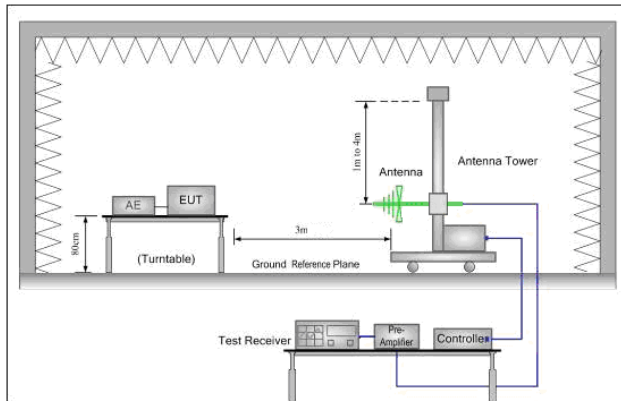 1m to 4m
Antenna
Antenna Tower
AE
EUT
80cm
3m
(Turntable)
Ground Reference Plane
Test Receiver
Pre-
Amplifier
Controller